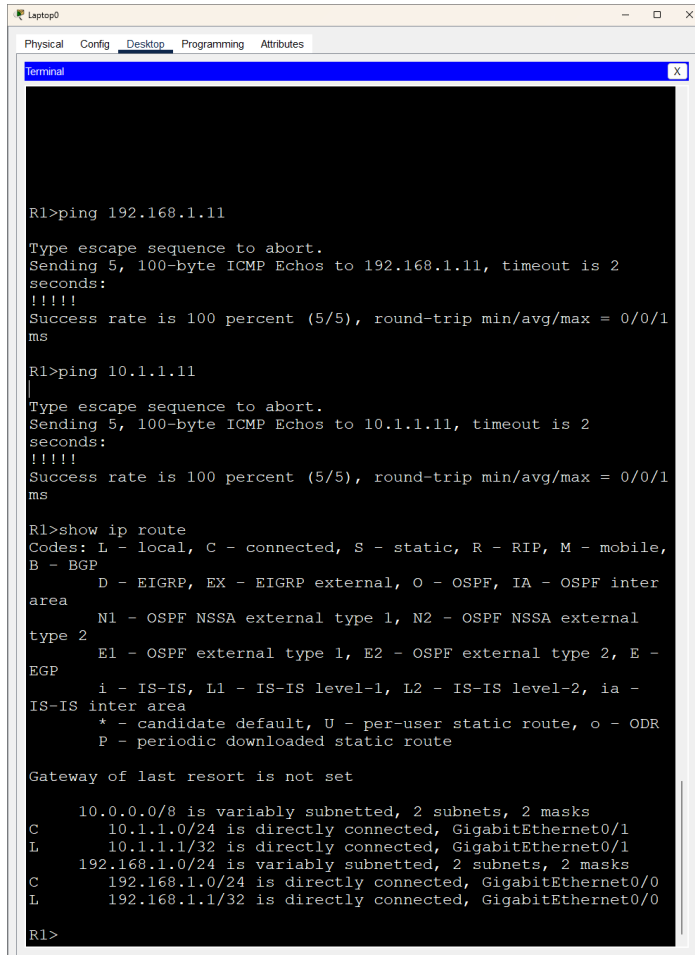 Laptop0
Physical Config Desktop Programming Attributes
Terminal
X
R1>ping 192.168.1.11
Type escape sequence to abort.
Sending 5, 100-byte ICMP Echos to 192.168.1.11, timeout is 2
seconds:
!!!!!
Success rate is 100 percent (5/5), round-trip min/avg/max = 0/0/1
ms
R1>ping 10.1.1.11
Type escape sequence to abort.
Sending 5, 100-byte ICMP Echos to 10.1.1.11, timeout is 2
seconds:
!!!!!
Success rate is 100 percent (5/5), round-trip min/avg/max = 0/0/1
ms
R1>show ip route
Codes: L - local, C - connected, S - static, R - RIP, M - mobile,
B - BGP
D - EIGRP, EX - EIGRP external, O - OSPF, IA - OSPF inter
area
N1 - OSPF NSSA external type 1, N2 - OSPF NSSA external
type 2
E1 - OSPF external type 1, E2 - OSPF external type 2, E -
EGP
i - IS-IS, L1 - IS-IS level-1, L2 - IS-IS level-2, ia -
IS-IS inter area
* - candidate default, U - per-user static route, o - ODR
P - periodic downloaded static route
Gateway of last resort is not set
10.0.0.0/8 is variably subnetted, 2 subnets, 2 masks
C 10.1.1.0/24 is directly connected, GigabitEthernet0/1
L 10.1.1.1/32 is directly connected, GigabitEthernet0/1
192.168.1.0/24 is variably subnetted, 2 subnets, 2 masks
C 192.168.1.0/24 is directly connected, GigabitEthernet0/0
L 192.168.1.1/32 is directly connected, GigabitEthernet0/0
R1>